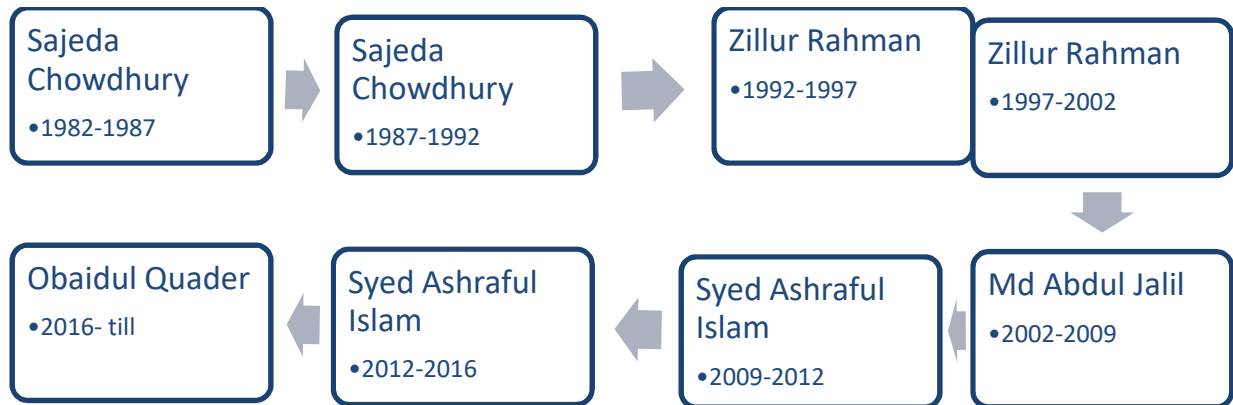 Sajeda
Chowdhury
•1982-1987
Sajeda
Chowdhury
•1987-1992
Zillur Rahman
•1992-1997
Zillur Rahman
•1997-2002
Md Abdul Jalil
•2002-2009
Syed Ashraful
Islam
•2009-2012
Syed Ashraful
Islam
•2012-2016
Obaidul Quader
•2016- till